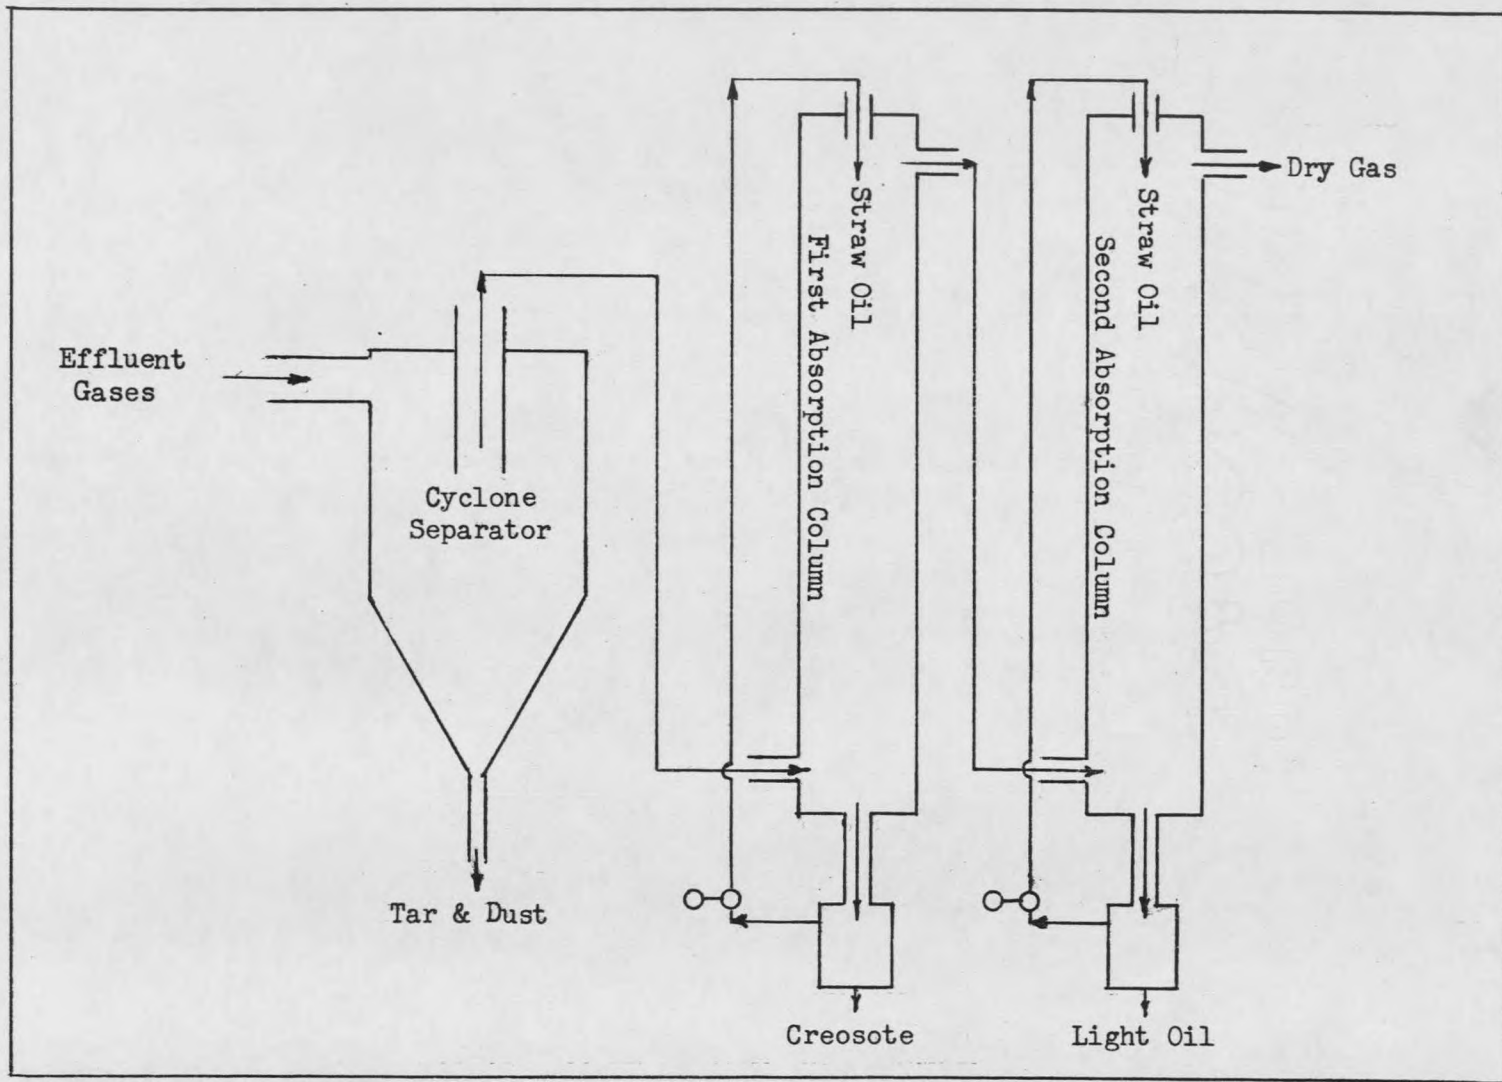 Effluent
Gases
Cyclone
Separator
Tar & Dust
Straw Oil
First Absorption Column
Creosote
Straw Oil
Second Absorption Column
Light Oil
Dry Gas